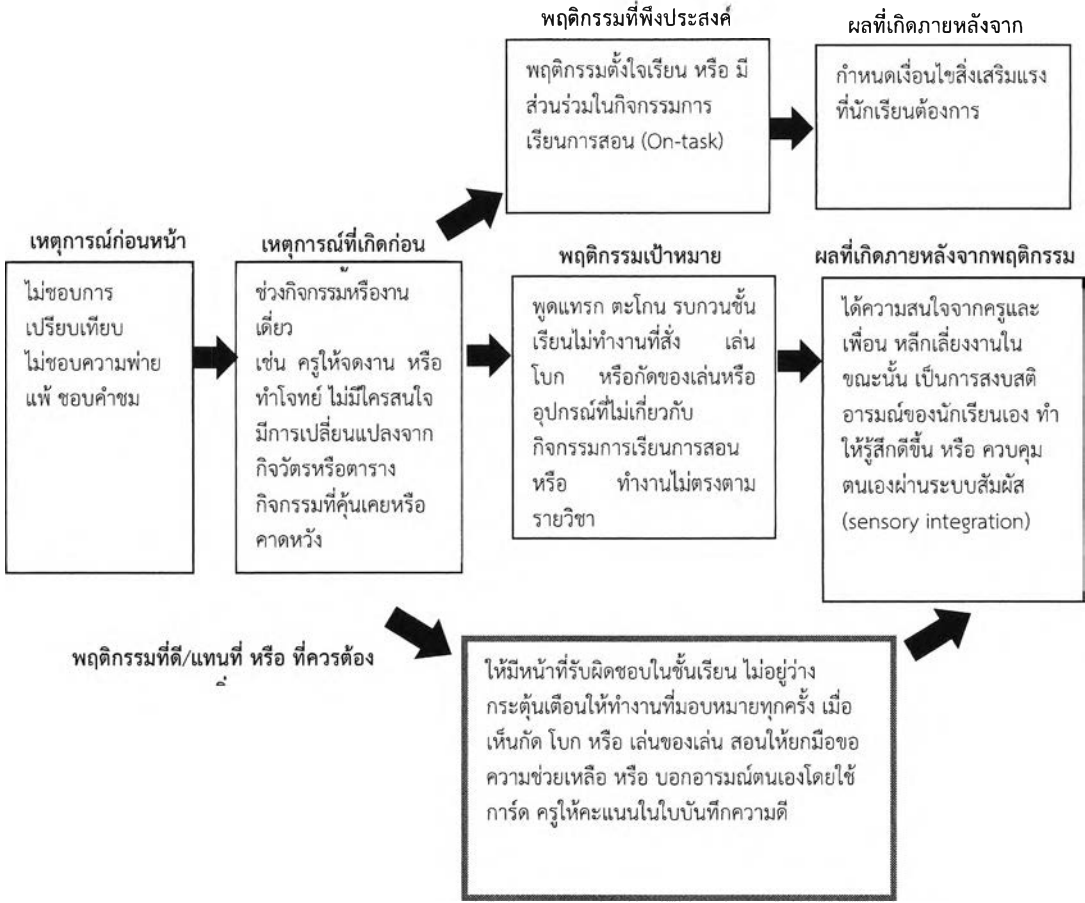 พฤติกรรมที่พึงประสงค์
พฤติกรรมตั้งใจเรียน หรือ มี
ส่วนร่วมในกิจกรรมการ
เรียนการสอน (On-task)
ผลที่เกิดภายหลังจาก
กำหนดเงื่อนไขสิ่งเสริมแรง
ที่นักเรียนต้องการ
เหตุการณ์ก่อนหน้า
ไม่ชอบการ
เปรียบเทียบ
ไม่ชอบความพ่าย
แพ้ ชอบคำชม
เหตุการณ์ที่เกิดก่อน
ช่วงกิจกรรมหรืองาน
เดี่ยว
เช่น ครูให้จดงาน หรือ
ทำโจทย์ ไม่มีใครสนใจ
มีการเปลี่ยนแปลงจาก
กิจวัตรหรือตาราง
กิจกรรมที่คุ้นเคยหรือ
คาดหวัง
พฤติกรรมเป้าหมาย
พูดแทรก ตะโกน รบกวนชั้น
เรียนไม่ทำงานที่สั่ง เล่น
โบก หรือกัดของเล่นหรือ
อุปกรณ์ที่ไม่เกี่ยวกับ
กิจกรรมการเรียนการสอน
หรือ ทำงานไม่ตรงตาม
รายวิชา
ผลที่เกิดภายหลังจากพฤติกรรม
ได้ความสนใจจากครูและ
เพื่อน หลีกเลี่ยงงานใน
ขณะนั้น เป็นการสงบสติ
อารมณ์ของนักเรียนเอง ทำ
ให้รู้สึกดีขึ้น หรือ ควบคุม
ตนเองผ่านระบบสัมผัส
(sensory integration)
พฤติกรรมที่ดี/แทนที่ หรือ ที่ควรต้อง
ให้มีหน้าที่รับผิดชอบในชั้นเรียน ไม่อยู่ว่าง
กระตุ้นเตือนให้ทำงานที่มอบหมายทุกครั้ง เมื่อ
เห็นกัด โบก หรือ เล่นของเล่น สอนให้ยกมือขอ
ความช่วยเหลือ หรือ บอกอารมณ์ตนเองโดยใช้
การ์ด ครูให้คะแนนในใบบันทึกความดี